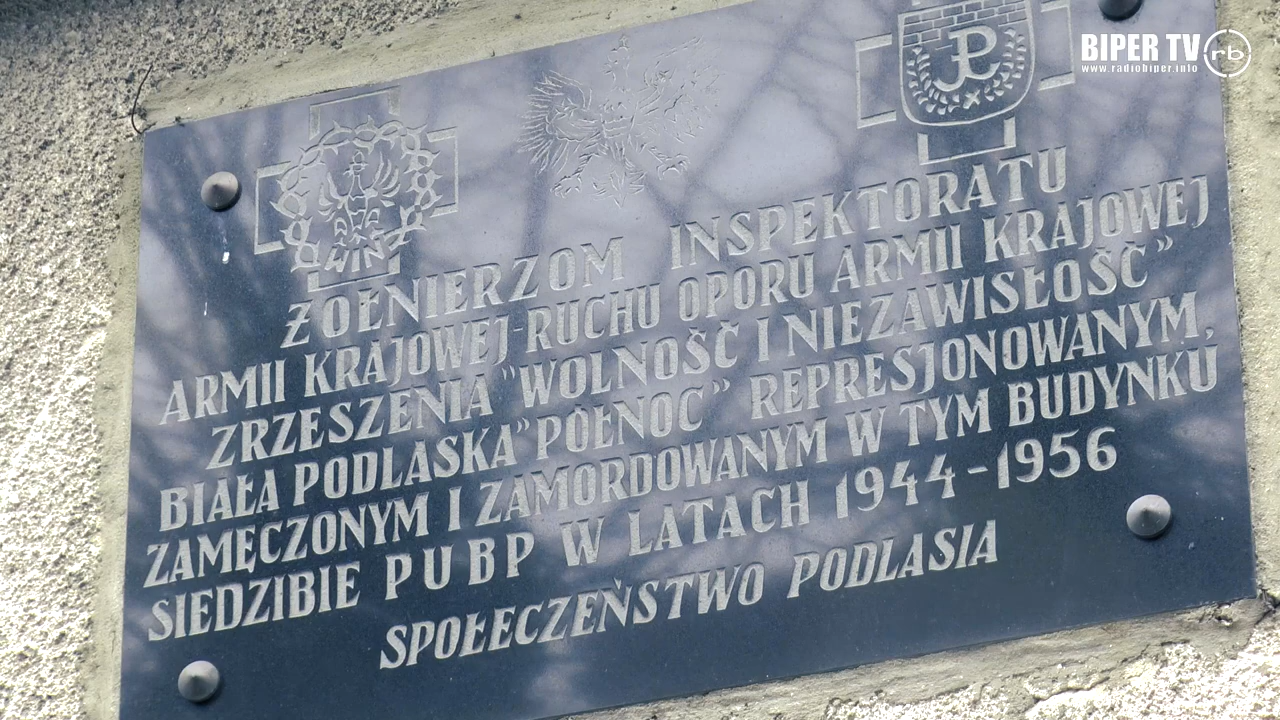 BIPER TV rb
www.radiobiper.info
WIN
ŻOŁNIERZOM INSPEKTORATU
ARMII KRAJOWEJ-RUCHU OPORU ARMII KRAJOWEJ
ZRZESZENIA "WOLNOŚĆ I NIEZAWISŁOŚĆ"
BIAŁA PODLASKA "PÓŁNOC" REPRESJONOWANYM,
ZAMĘCZONYM I ZAMORDOWANYM W TYM BUDYNKU
SIEDZIBIE PUBP W LATACH 1944-1956
SPOŁECZEŃSTWO PODLASIA